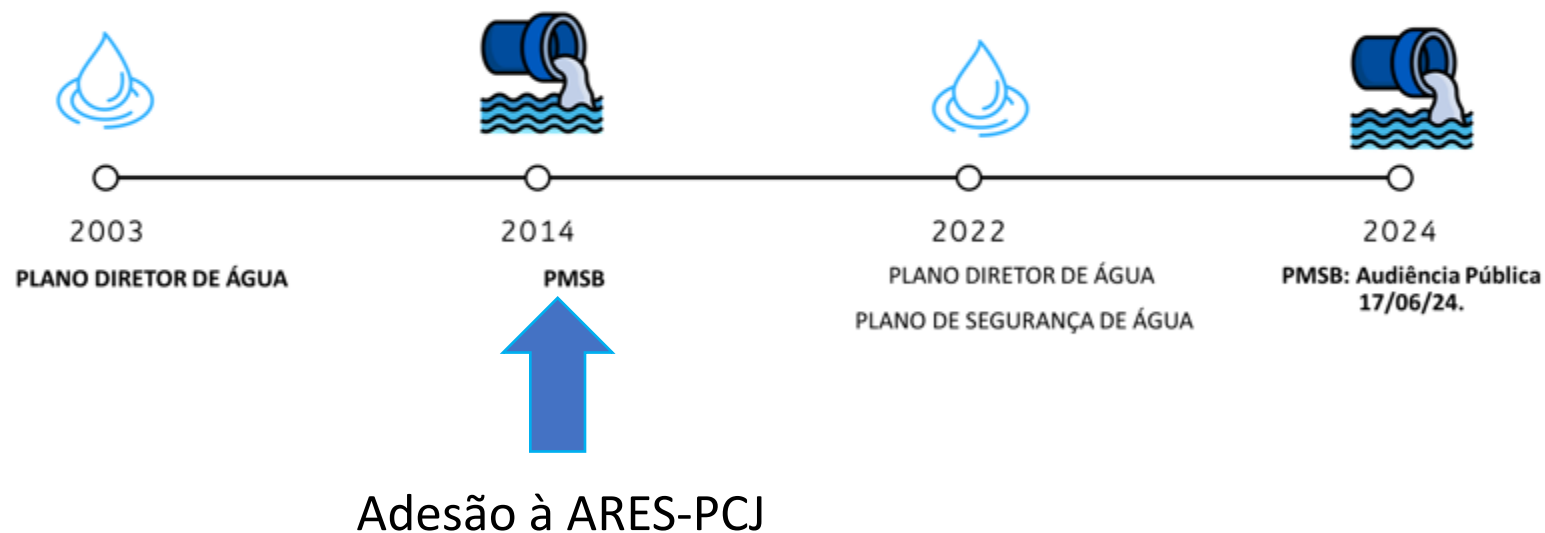 2003
PLANO DIRETOR DE ÁGUA
2014
PMSB
2022
PLANO DIRETOR DE ÁGUA
PLANO DE SEGURANÇA DE ÁGUA
2024
PMSB: Audiência Pública
17/06/24.
Adesão à ARES-PCJ